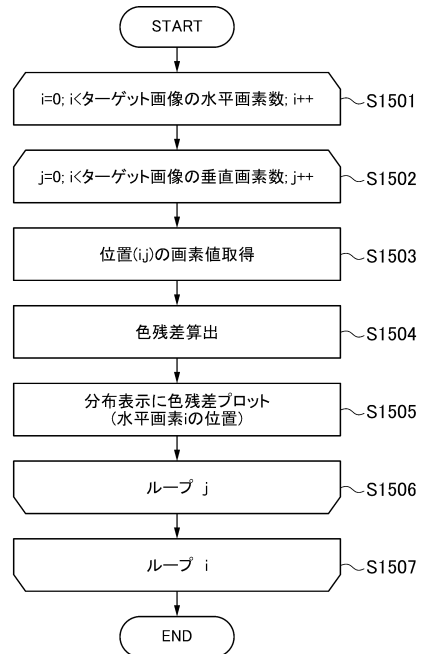 START
i=0; i<ターゲット画像の水平画素数; i++
S1501
j=0; i<ターゲット画像の垂直画素数; j++
S1502
位置(i,j)の画素値取得
S1503
色残差算出
S1504
分布表示に色残差プロット
(水平画素iの位置)
S1505
ループ j
S1506
ループ i
S1507
END